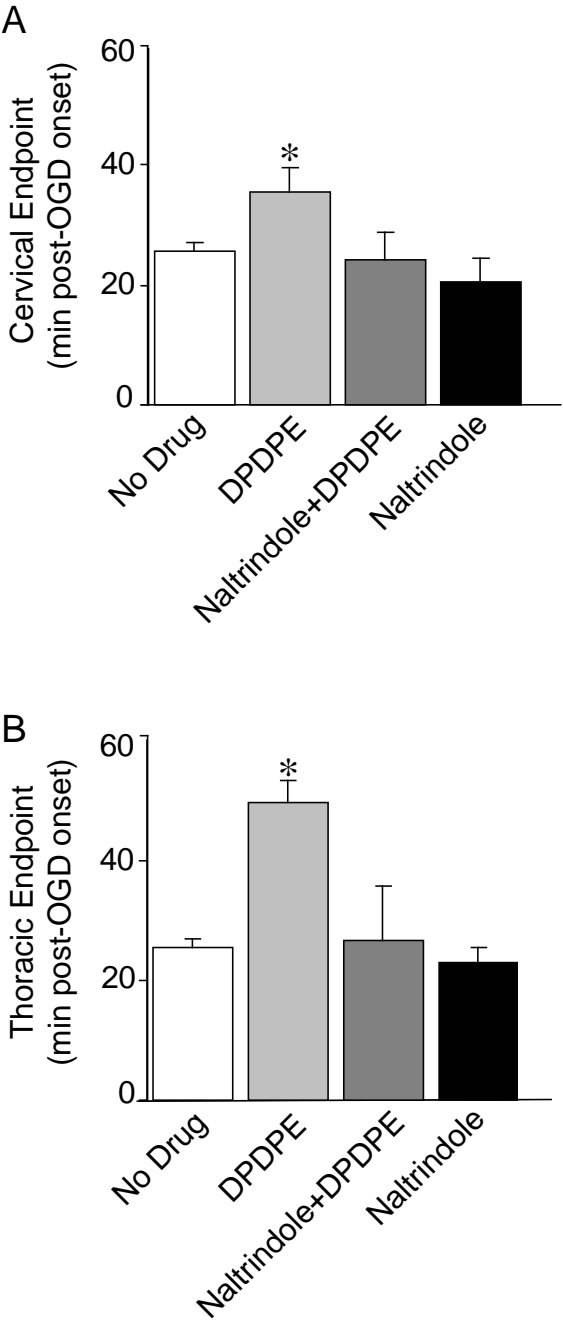 A
60
40
20
0
Cervical Endpoint
(min post-OGD onset)
*
No Drug
DPDPE
Naltrindole+DPDPE
Naltrindole
B
60
40
20
0
Thoracic Endpoint
(min post-OGD onset)
*
No Drug
DPDPE
Naltrindole+DPDPE
Naltrindole